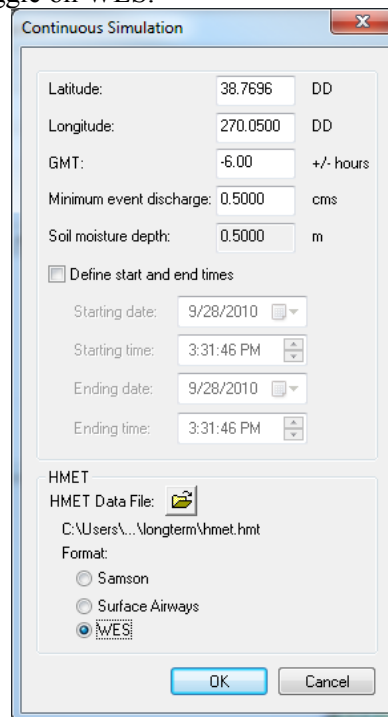 ggle on WES.
Continuous Simulation
Latitude: 38.7696 DD
Longitude: 270.0500 DD
GMT: -6.00 +/- hours
Minimum event discharge: 0.5000 cms
Soil moisture depth: 0.5000 m
Define start and end times
Starting date: 9/28/2010
Starting time: 3:31:46 PM
Ending date: 9/28/2010
Ending time: 3:31:46 PM
HMET
HMET Data File:
C:\Users\...\longterm\hmet.hmt
Format:
Samson
Surface Airways
WES
OK Cancel